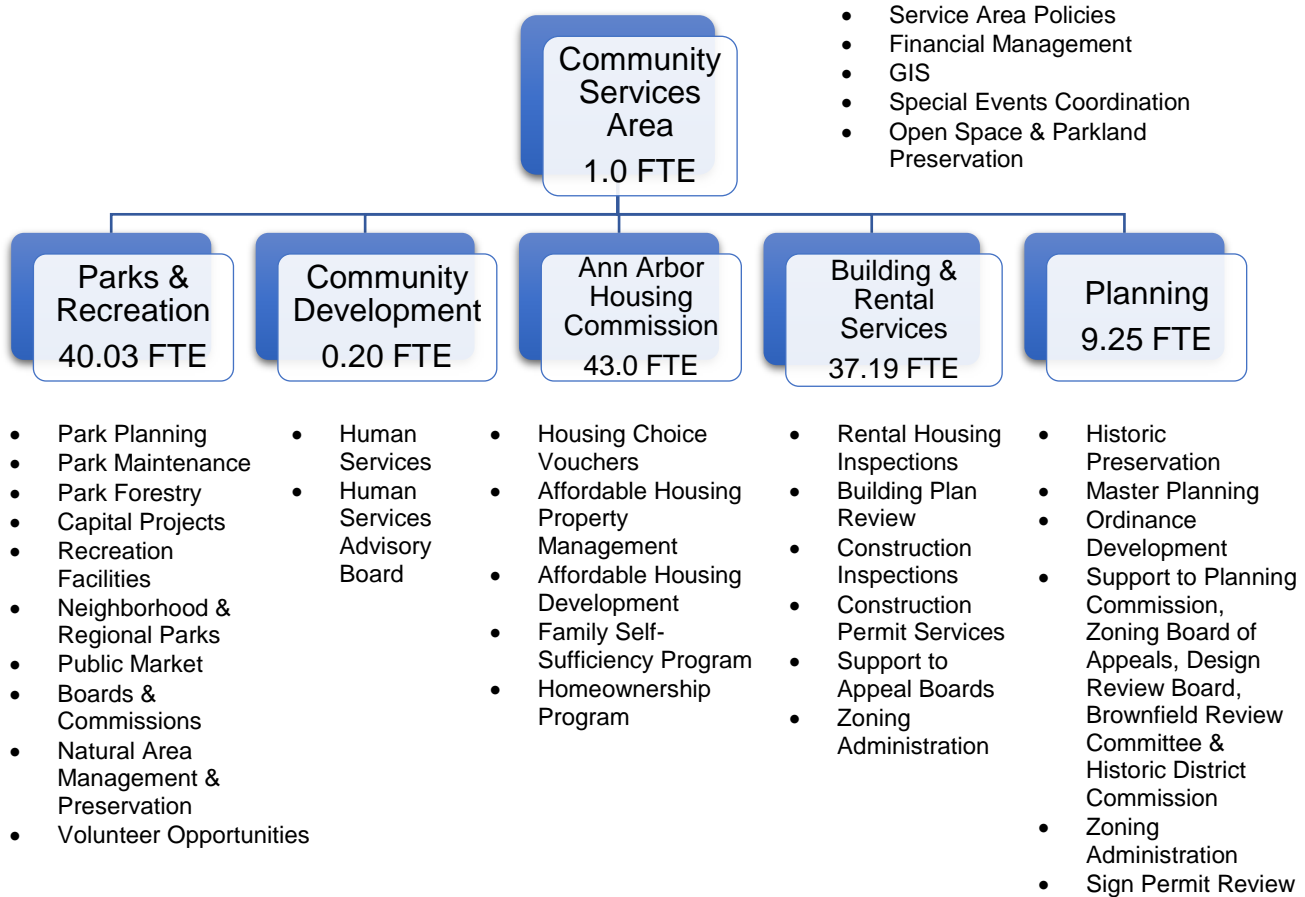 Community
Services
Area
1.0 FTE
• Service Area Policies
• Financial Management
• GIS
• Special Events Coordination
• Open Space & Parkland
Preservation
Parks &
Recreation
40.03 FTE
Community
Development
0.20 FTE
Ann Arbor
Housing
Commission
43.0 FTE
Building &
Rental
Services
37.19 FTE
Planning
9.25 FTE
• Park Planning
• Park Maintenance
• Park Forestry
• Capital Projects
• Recreation
Facilities
• Neighborhood &
Regional Parks
• Public Market
• Boards &
Commissions
• Natural Area
Management &
Preservation
• Volunteer Opportunities
• Human
Services
• Human
Services
Advisory
Board
• Housing Choice
Vouchers
• Affordable Housing
Property
Management
• Affordable Housing
Development
• Family Self-
Sufficiency Program
• Homeownership
Program
• Rental Housing
Inspections
• Building Plan
Review
• Construction
Inspections
• Construction
Permit Services
• Support to
Appeal Boards
• Zoning
Administration
• Historic
Preservation
• Master Planning
• Ordinance
Development
• Support to Planning
Commission,
Zoning Board of
Appeals, Design
Review Board,
Brownfield Review
Committee &
Historic District
Commission
• Zoning
Administration
• Sign Permit Review